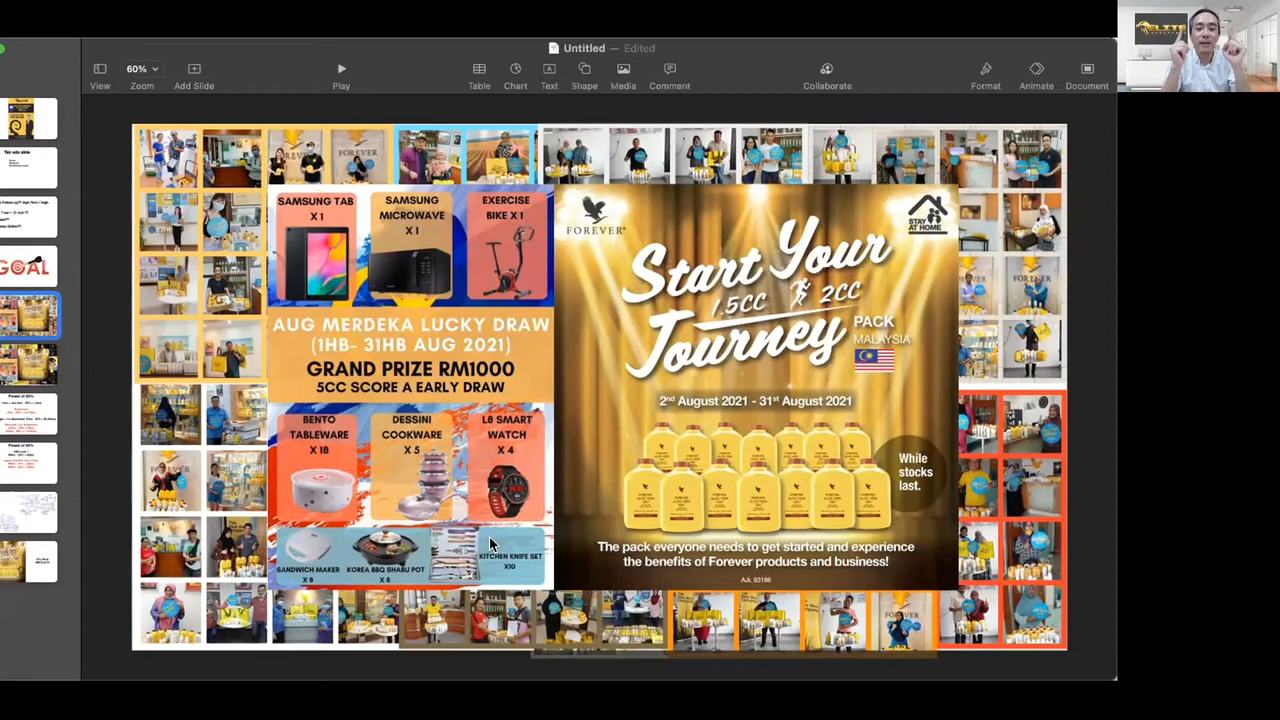 Untitled — Edited
60%
View
Zoom
Add Slide
Play
Table
Chart
Text
Shape
Media
Comment
Collaborate
Format
Animate
Document
ELITE
GOAL
SAMSUNG TAB
X 1
SAMSUNG
MICROWAVE
X 1
EXERCISE
BIKE X 1
AUG MERDEKA LUCKY DRAW
(1HB- 31HB AUG 2021)
GRAND PRIZE RM1000
5CC SCORE A EARLY DRAW
BENTO
TABLEWARE
X 18
DESSINI
COOKWARE
X 5
L8 SMART
WATCH
X 4
SANDWICH MAKER
X 8
KOREA BBQ SHABU POT
X 6
KITCHEN KNIFE SET
X10
FOREVER
STAY
AT HOME
Start Your
1.5CC 2CC
Journey
PACK
MALAYSIA
2nd August 2021 - 31st August 2021
While
stocks
last.
The pack everyone needs to get started and experience
the benefits of Forever products and business!
AJL 93186